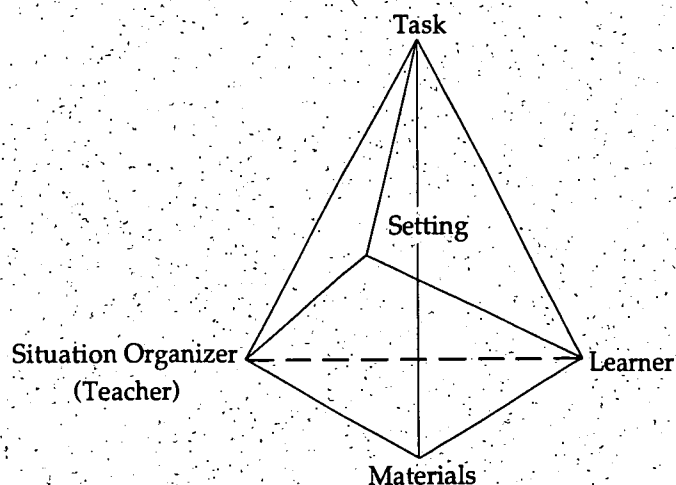 Task
Setting
Situation Organizer
(Teacher)
Learner
Materials